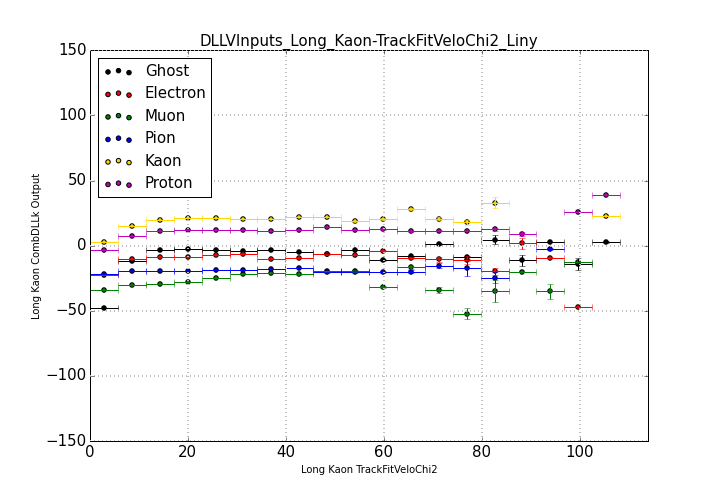 DLLVInputs_Long_Kaon-TrackFitVeloChi2_Liny
150
100
50
0
−50
−100
−150
Long Kaon CombDLLk Output
Ghost
Electron
Muon
Pion
Kaon
Proton
0 20 40 60 80 100
Long Kaon TrackFitVeloChi2